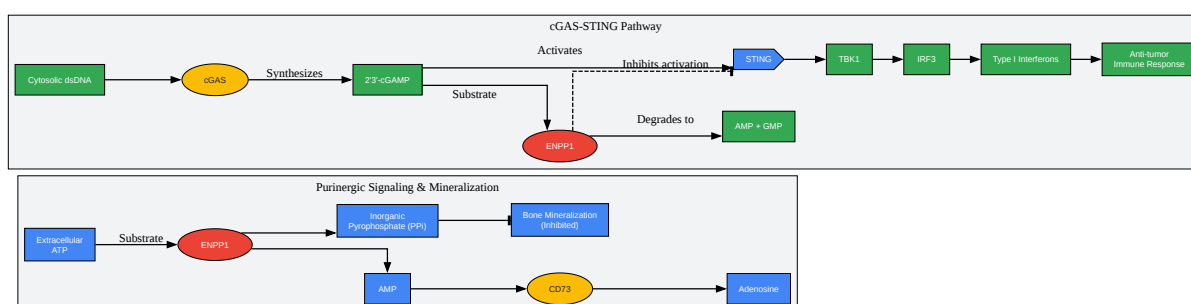 cGAS-STING Pathway
Activates
Inhibits activation
Cytosolic dsDNA
cGAS
Synthesizes
2'3'-cGAMP
STING
TBK1
IRF3
Type I Interferons
Anti-tumor
Immune Response
Substrate
Degrades to
AMP + GMP
ENPP1
Purinergic Signaling & Mineralization
Inorganic
Pyrophosphate (PPi)
Bone Mineralization
(Inhibited)
Extracellular
ATP
Substrate
ENPP1
AMP
CD73
Adenosine